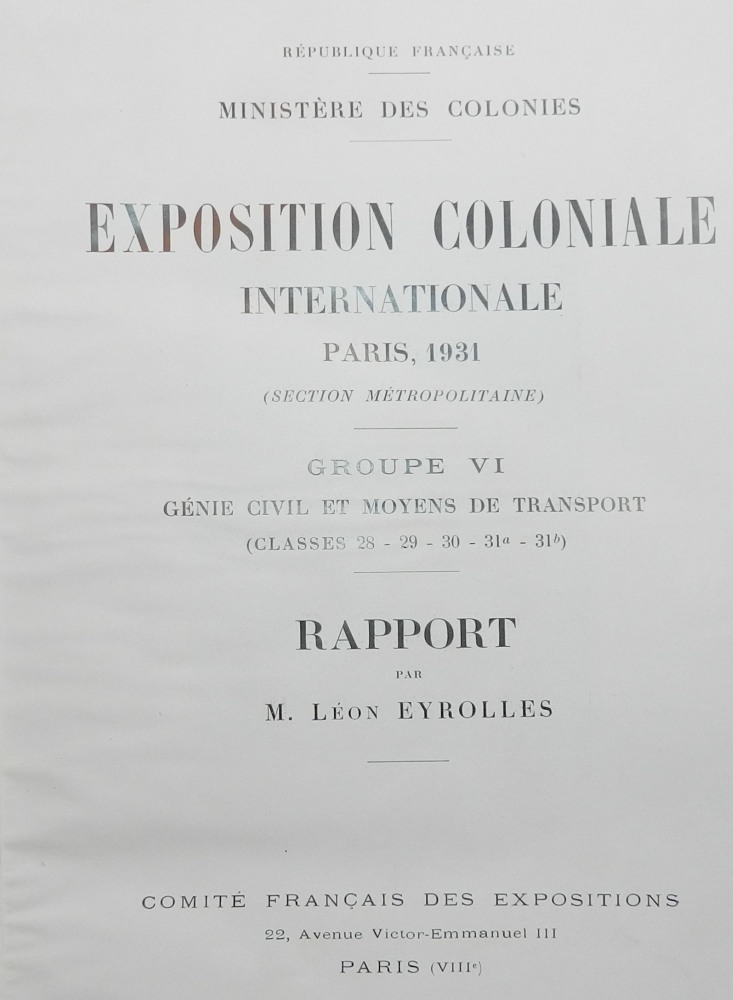 RÉPUBLIQUE FRANÇAISE
MINISTÈRE DES COLONIES
EXPOSITION COLONIALE
INTERNATIONALE
PARIS, 1931
(SECTION MÉTROPOLITAINE)
GROUPE VI
GÉNIE CIVIL ET MOYENS DE TRANSPORT
(CLASSES 28 - 29 - 30 - 31ᵃ - 31ᵇ)
RAPPORT
PAR
M. LÉON EYROLLES
COMITÉ FRANÇAIS DES EXPOSITIONS
22, Avenue Victor-Emmanuel III
PARIS (VIIIᵉ)